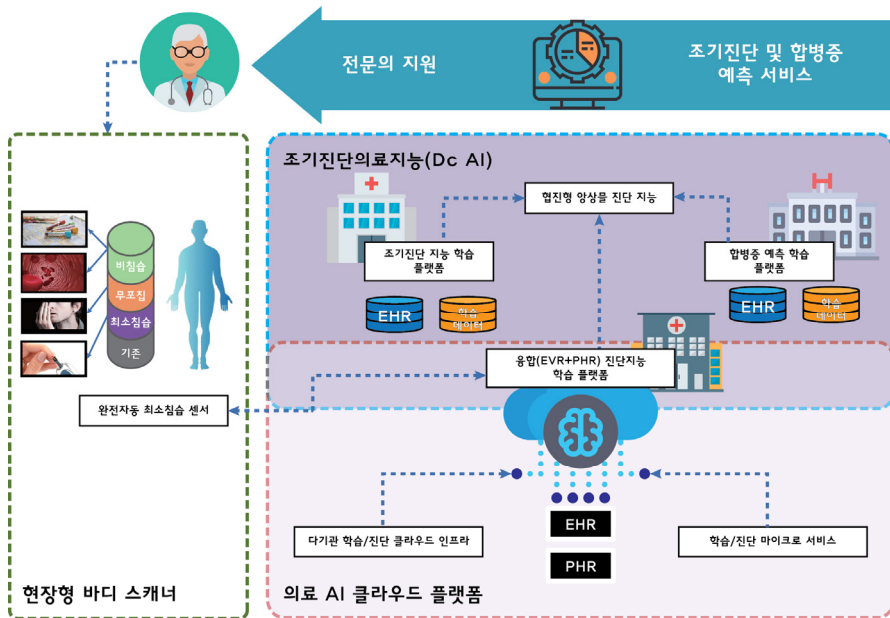 전문의 지원
조기진단 및 합병증
예측 서비스
조기진단의료지능(Dc AI)
협진형 앙상블 진단 지능
조기진단 지능 학습
플랫폼
합병증 예측 학습
플랫폼
EHR
학습
데이터
EHR
학습
데이터
비침습
무포집
최소침습
기존
융합(EVR+PHR) 진단지능
학습 플랫폼
완전자동 최소침습 센서
다기관 학습/진단 클라우드 인프라
EHR
PHR
학습/진단 마이크로 서비스
현장형 바디 스캐너
의료 AI 클라우드 플랫폼